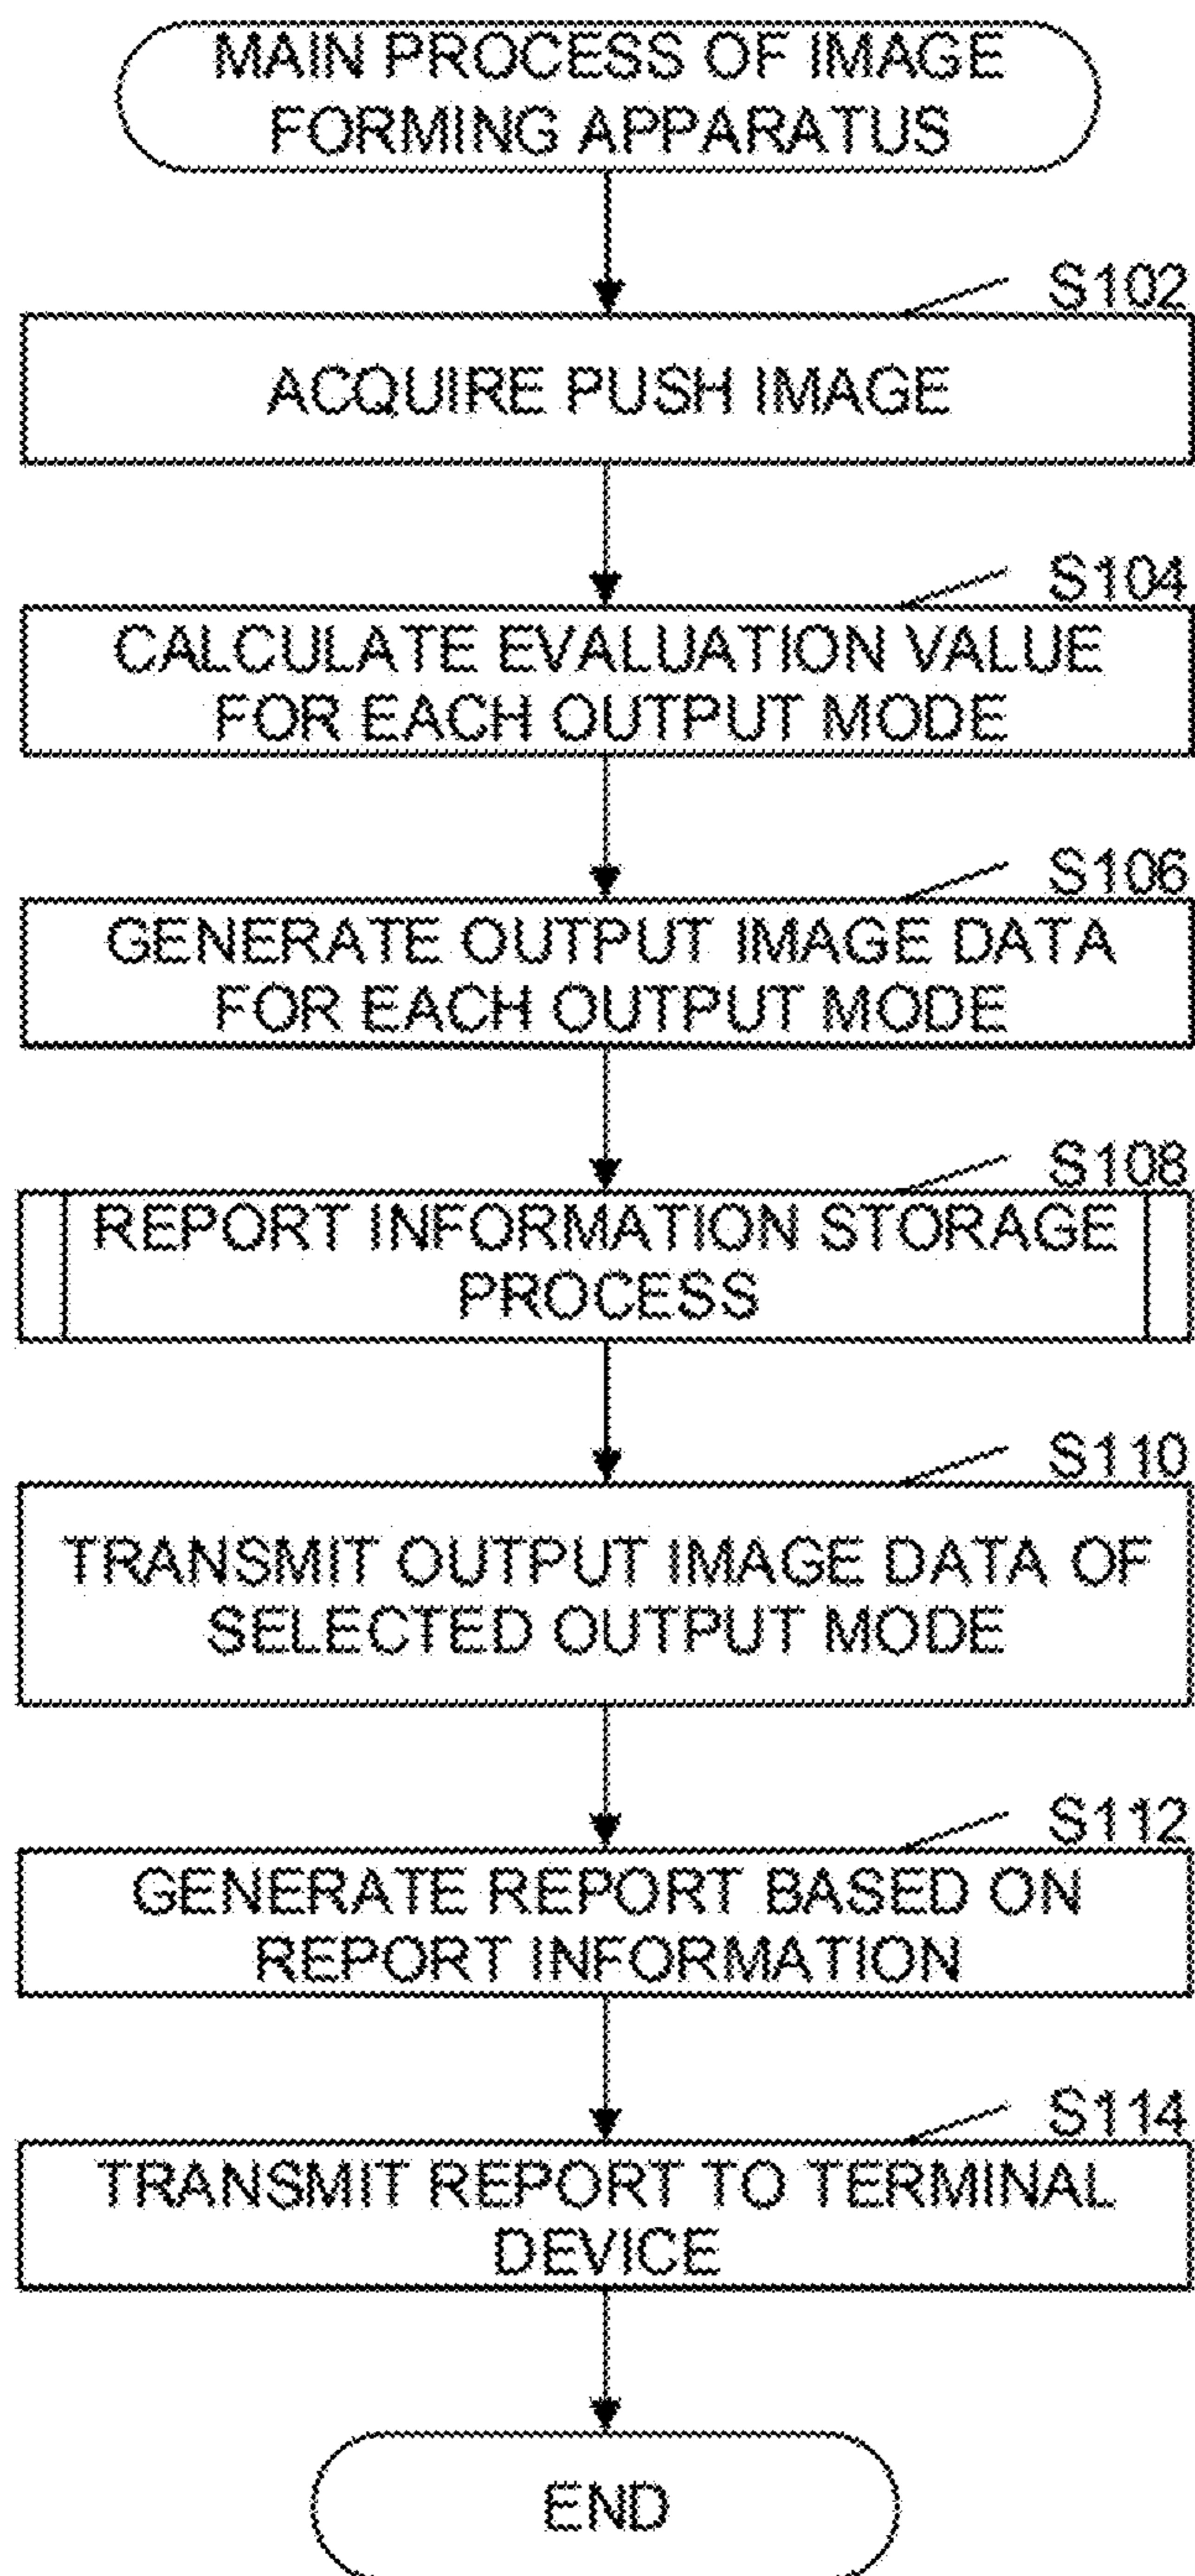 MAIN PROCESS OF IMAGE
FORMING APPARATUS
S102
ACQUIRE PUSH IMAGE
S104
CALCULATE EVALUATION VALUE
FOR EACH OUTPUT MODE
S106
GENERATE OUTPUT IMAGE DATA
FOR EACH OUTPUT MODE
S108
REPORT INFORMATION STORAGE
PROCESS
S110
TRANSMIT OUTPUT IMAGE DATA OF
SELECTED OUTPUT MODE
S112
GENERATE REPORT BASED ON
REPORT INFORMATION
S114
TRANSMIT REPORT TO TERMINAL
DEVICE
END